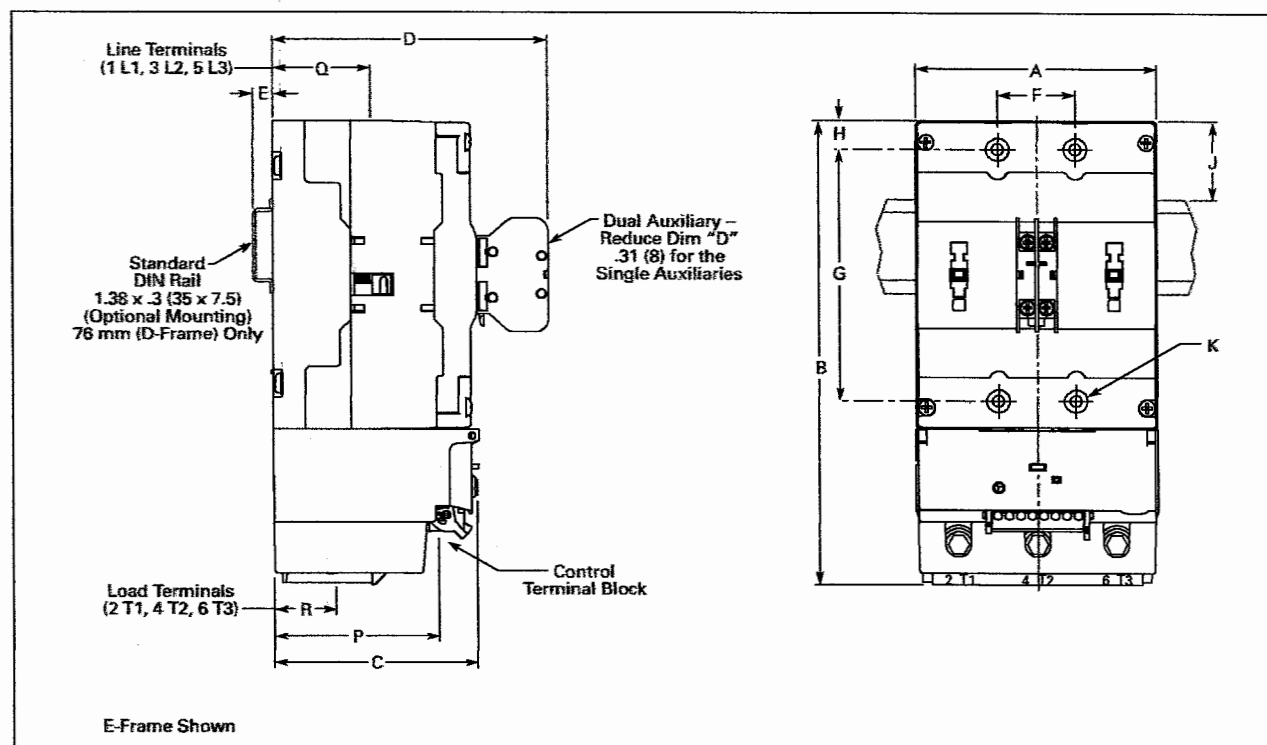 Line Terminals
(1 L1, 3 L2, 5 L3)
D
Q
E
A
F
H
J
Dual Auxiliary –
Reduce Dim "D"
.31 (8) for the
Single Auxiliaries
Standard
DIN Rail
1.38 x .3 (35 x 7.5)
(Optional Mounting)
76 mm (D-Frame) Only
G
B
K
Control
Terminal Block
Load Terminals
(2 T1, 4 T2, 6 T3)
R
P
C
2 T1
4 T2
6 T3
E-Frame Shown